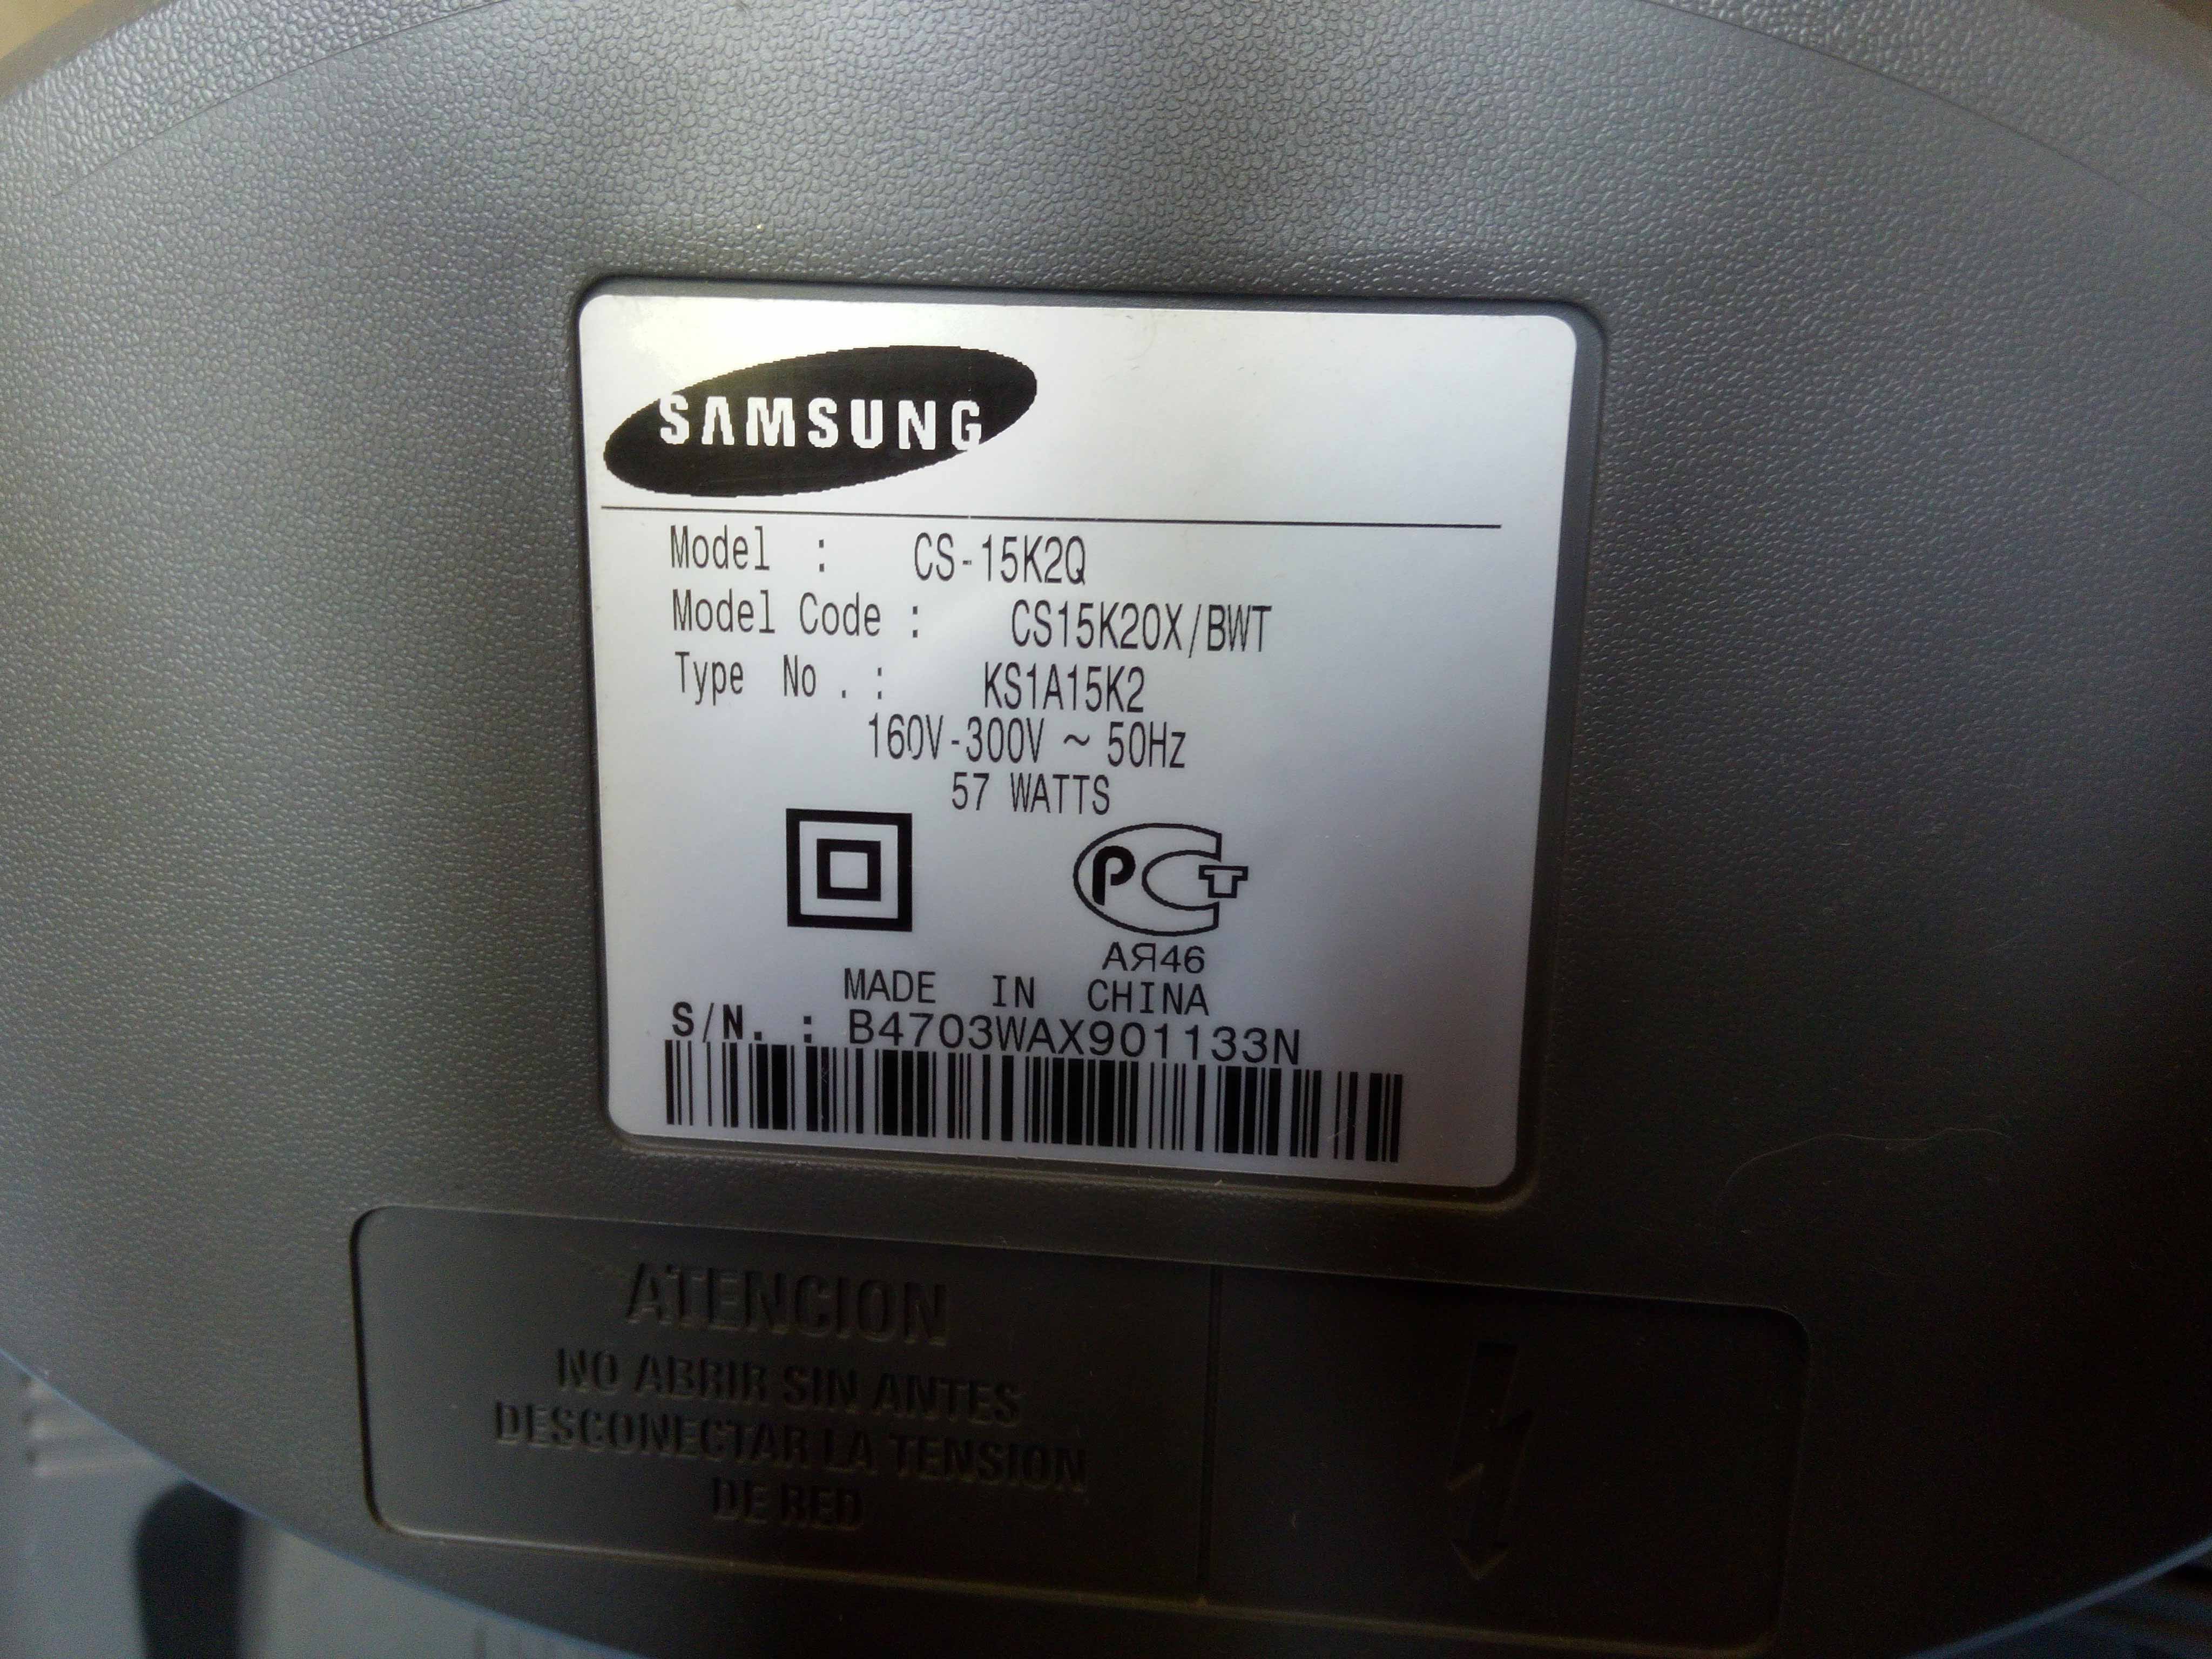 SAMSUNG
Model : CS-15K2Q
Model Code : CS15K20X/BWT
Type No. : KS1A15K2
160V-300V ~ 50Hz
57 WATTS
РСТ
АЯ46
MADE IN CHINA
S/N. : B4703WAX901133N
ATENCION
NO ABRIR SIN ANTES
DESCONECTAR LA TENSION
DE RED